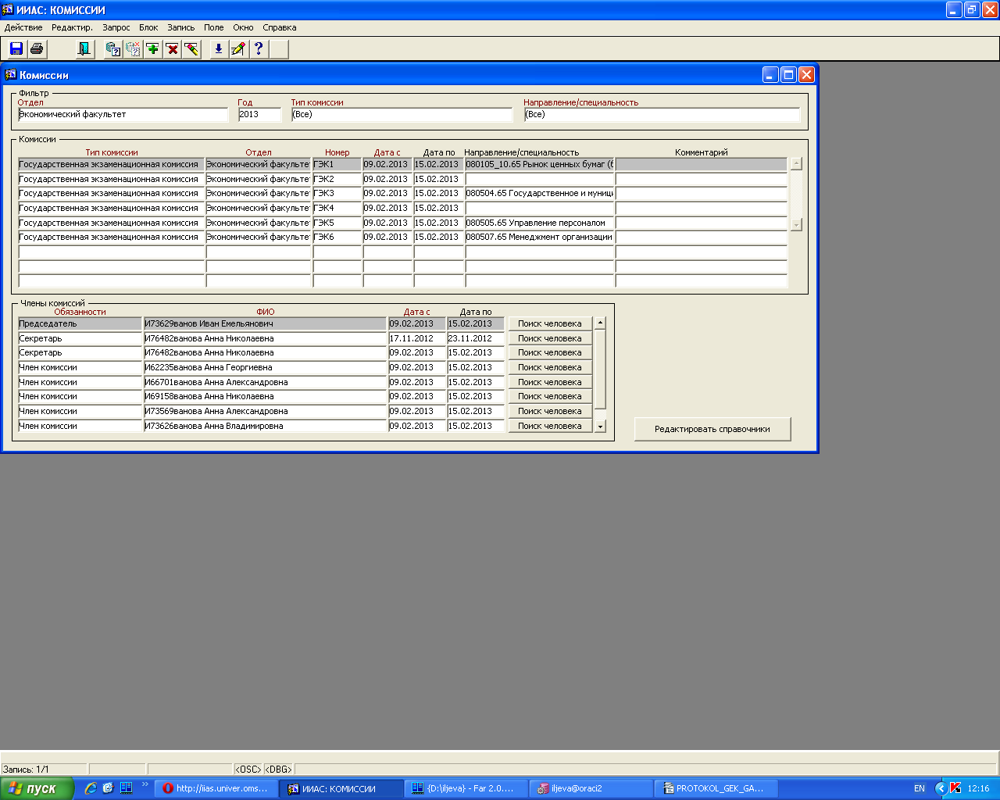 ИИАС: КОМИССИИ
Действие Редактир. Запрос Блок Запись Поле Окно Справка
Комиссии
Фильтр
Отдел Год Тип комиссии Направление/специальность
Экономический факультет 2013 (Все) (Все)
Комиссии
Тип комиссии Отдел Номер Дата с Дата по Направление/специальность Комментарий
Государственная экзаменационная комиссия Экономический факульте ГЭК1 09.02.2013 15.02.2013 080105_10.65 Рынок ценных бумаг (б
Государственная экзаменационная комиссия Экономический факульте ГЭК2 09.02.2013 15.02.2013
Государственная экзаменационная комиссия Экономический факульте ГЭК3 09.02.2013 15.02.2013 080504.65 Государственное и муници
Государственная экзаменационная комиссия Экономический факульте ГЭК4 09.02.2013 15.02.2013
Государственная экзаменационная комиссия Экономический факульте ГЭК5 09.02.2013 15.02.2013 080505.65 Управление персоналом
Государственная экзаменационная комиссия Экономический факульте ГЭК6 09.02.2013 15.02.2013 080507.65 Менеджмент организации
Члены комиссий
Обязанности ФИО Дата с Дата по
Председатель И73629ванов Иван Емельянович 09.02.2013 15.02.2013 Поиск человека
Секретарь И76482ванова Анна Николаевна 17.11.2012 23.11.2012 Поиск человека
Секретарь И76482ванова Анна Николаевна 09.02.2013 15.02.2013 Поиск человека
Член комиссии И62235ванова Анна Георгиевна 09.02.2013 15.02.2013 Поиск человека
Член комиссии И66701ванова Анна Александровна 09.02.2013 15.02.2013 Поиск человека
Член комиссии И69158ванова Анна Николаевна 09.02.2013 15.02.2013 Поиск человека
Член комиссии И73569ванова Анна Александровна 09.02.2013 15.02.2013 Поиск человека
Член комиссии И73626ванова Анна Владимировна 09.02.2013 15.02.2013 Поиск человека
Редактировать справочники
Запись: 1/1 <OSC> <DBG>
пуск http://iias.univer.oms... ИИАС: КОМИССИИ {D:\iljeva} - Far 2.0.... iljeva@oraci2 PROTOKOL_GEK_GA... EN 12:16